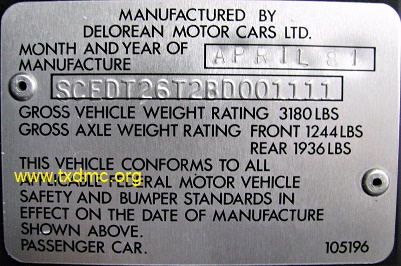 MANUFACTURED BY
DELOREAN MOTOR CARS LTD.
MONTH AND YEAR OF
MANUFACTURE APRIL 81
SCEDT26T2BD001111
GROSS VEHICLE WEIGHT RATING 3180 LBS
GROSS AXLE WEIGHT RATING FRONT 1244 LBS
REAR 1936 LBS
THIS VEHICLE CONFORMS TO ALL
www.txdmc.org
APPLICABLE FEDERAL MOTOR VEHICLE
SAFETY AND BUMPER STANDARDS IN
EFFECT ON THE DATE OF MANUFACTURE
SHOWN ABOVE.
PASSENGER CAR. 105196